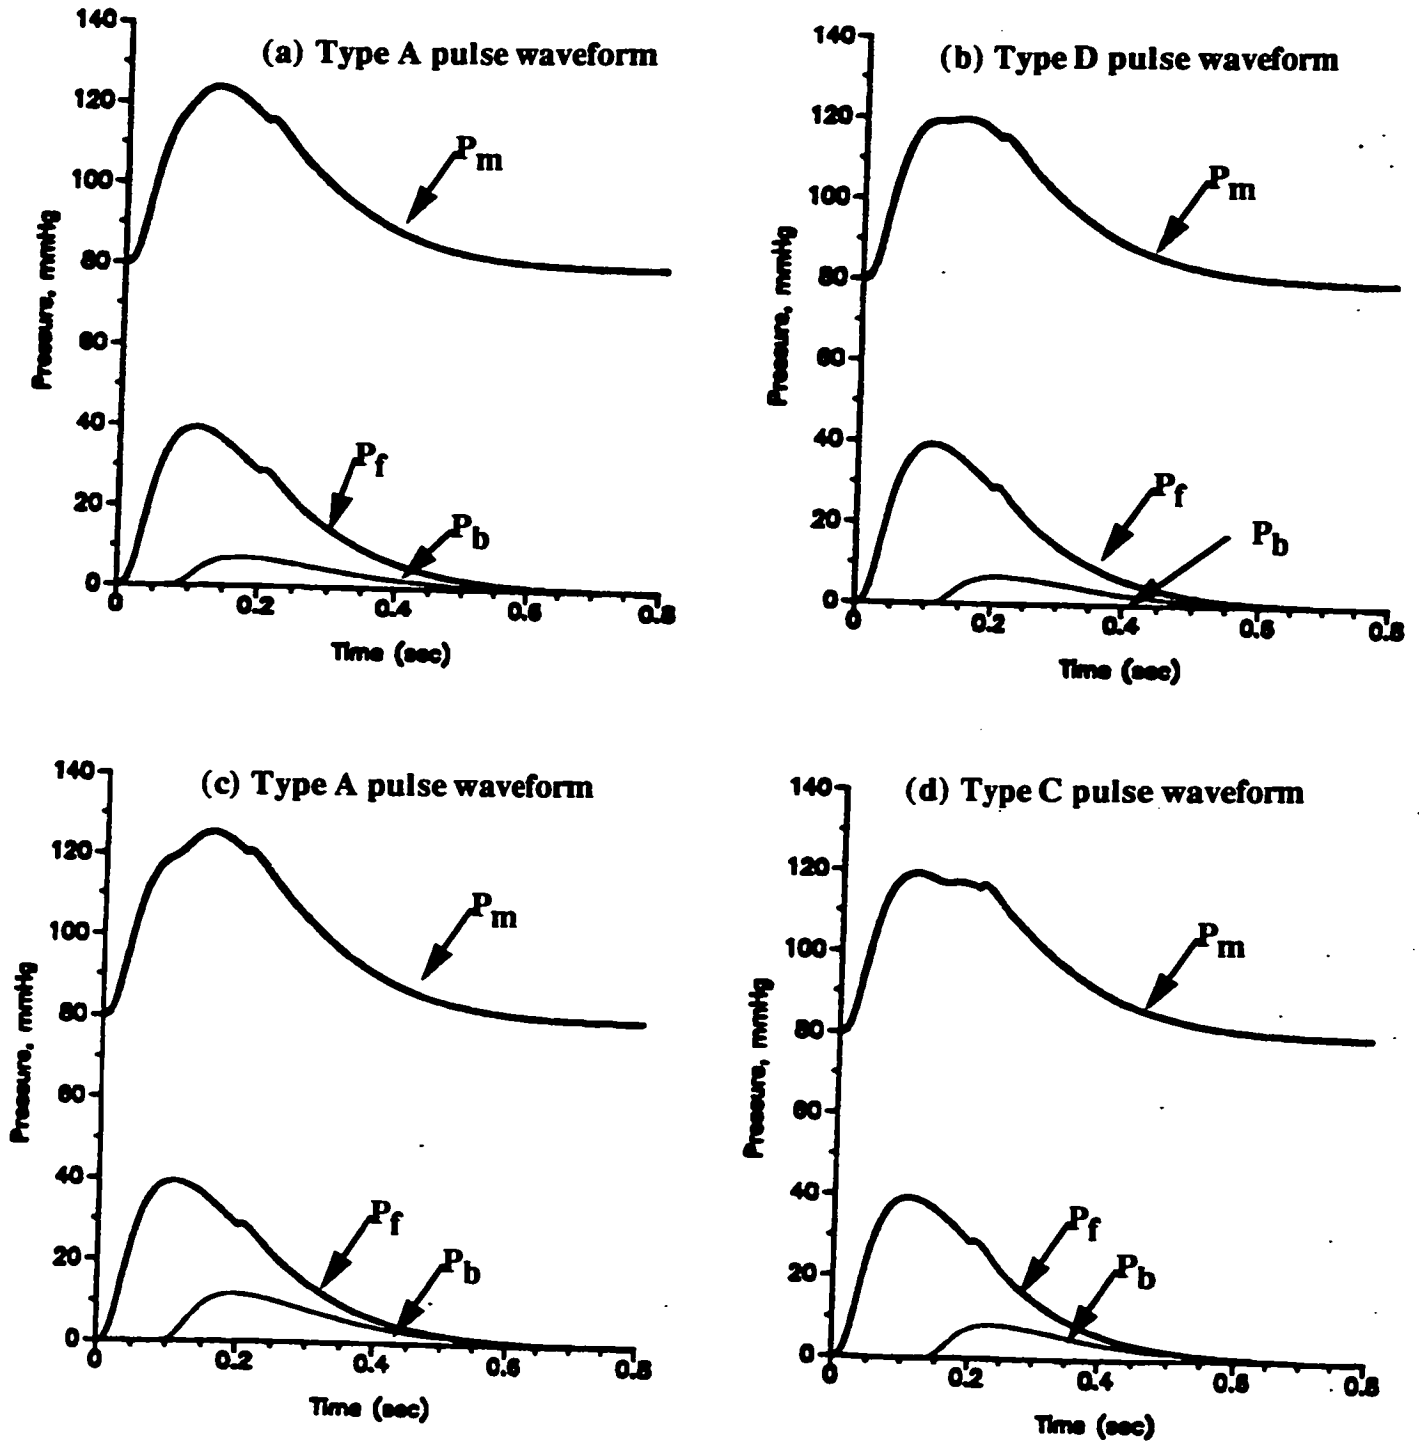 (a) Type A pulse waveform
140
120
100
80
60
40
20
0
Pressure, mmHg
Pm
Pf
Pb
0 0.2 0.4 0.6 0.8
Time (sec)
(b) Type D pulse waveform
140
120
100
80
60
40
20
0
Pressure, mmHg
Pm
Pf
Pb
0 0.2 0.4 0.6 0.8
Time (sec)
(c) Type A pulse waveform
140
120
100
80
60
40
20
0
Pressure, mmHg
Pm
Pf
Pb
0 0.2 0.4 0.6 0.8
Time (sec)
(d) Type C pulse waveform
140
120
100
80
60
40
20
0
Pressure, mmHg
Pm
Pf
Pb
0 0.2 0.4 0.6 0.8
Time (sec)